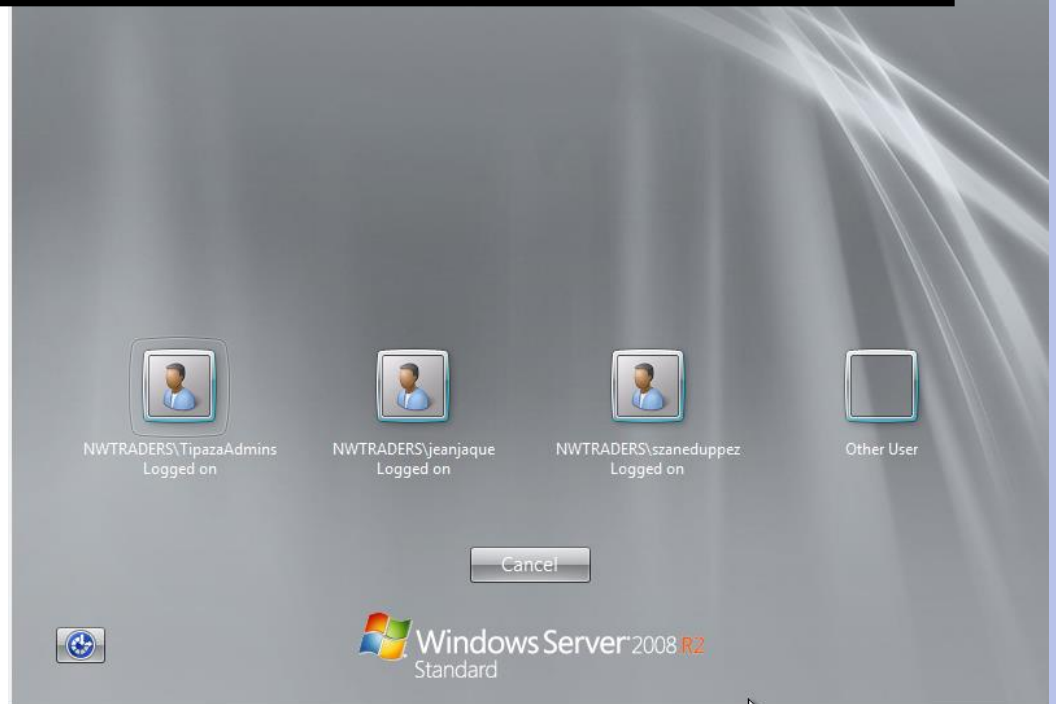 NWTRADERS\TipazaAdmins
Logged on
NWTRADERS\jeanjaque
Logged on
NWTRADERS\szaneduppez
Logged on
Other User
Cancel
Windows Server 2008 R2
Standard